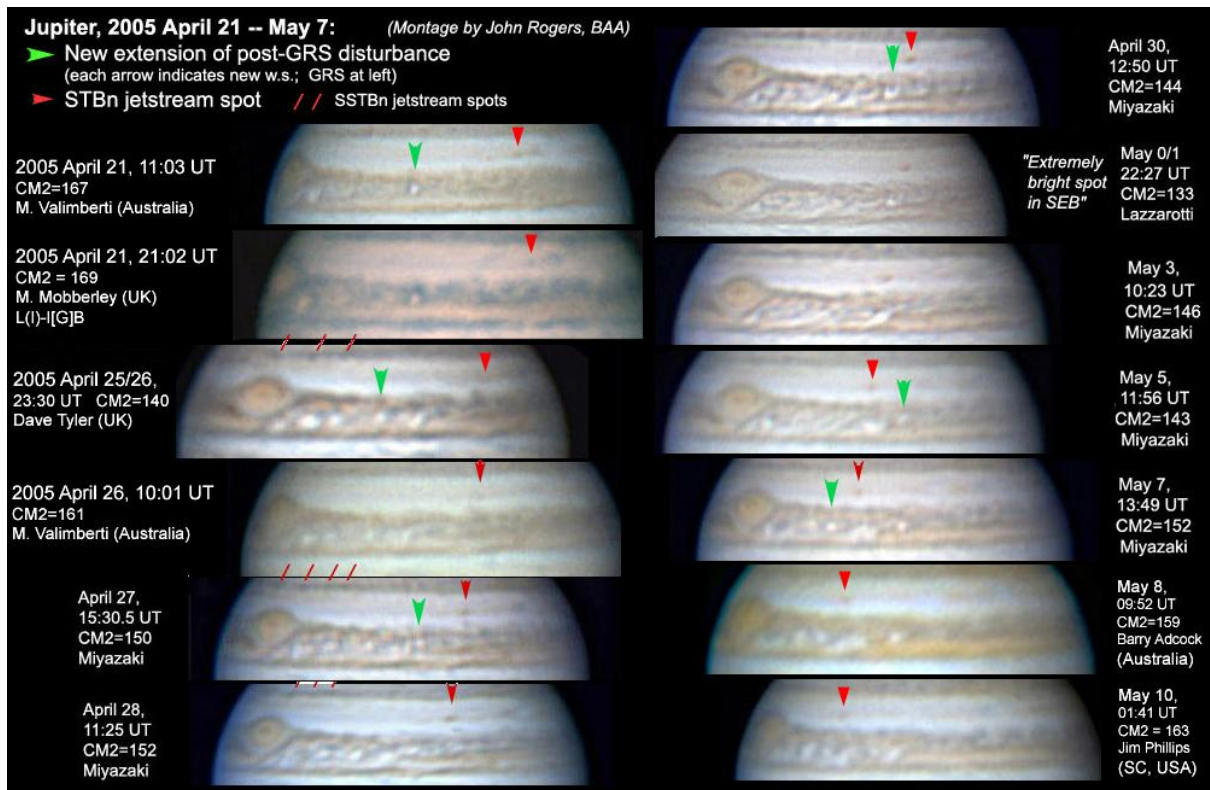 Jupiter, 2005 April 21 -- May 7: (Montage by John Rogers, BAA)
New extension of post-GRS disturbance
(each arrow indicates new w.s.; GRS at left)
STBn jetstream spot // SSTBn jetstream spots
2005 April 21, 11:03 UT
CM2=167
M. Valimberti (Australia)
2005 April 21, 21:02 UT
CM2 = 169
M. Mobberley (UK)
L(I)-I[G]B
2005 April 25/26,
23:30 UT CM2=140
Dave Tyler (UK)
2005 April 26, 10:01 UT
CM2=161
M. Valimberti (Australia)
April 27,
15:30.5 UT
CM2=150
Miyazaki
April 28,
11:25 UT
CM2=152
Miyazaki
April 30,
12:50 UT
CM2=144
Miyazaki
"Extremely
bright spot
in SEB"
May 0/1
22:27 UT
CM2=133
Lazzarotti
May 3,
10:23 UT
CM2=146
Miyazaki
May 5,
11:56 UT
CM2=143
Miyazaki
May 7,
13:49 UT
CM2=152
Miyazaki
May 8,
09:52 UT
CM2=159
Barry Adcock
(Australia)
May 10,
01:41 UT
CM2 = 163
Jim Phillips
(SC, USA)